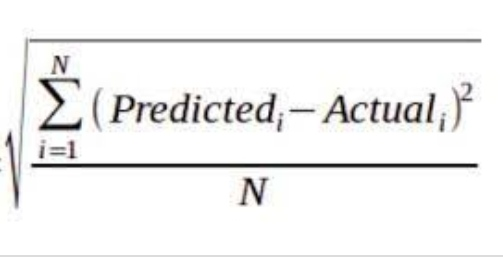 N
∑ ( Predicted_i − Actual_i )²
i=1
N